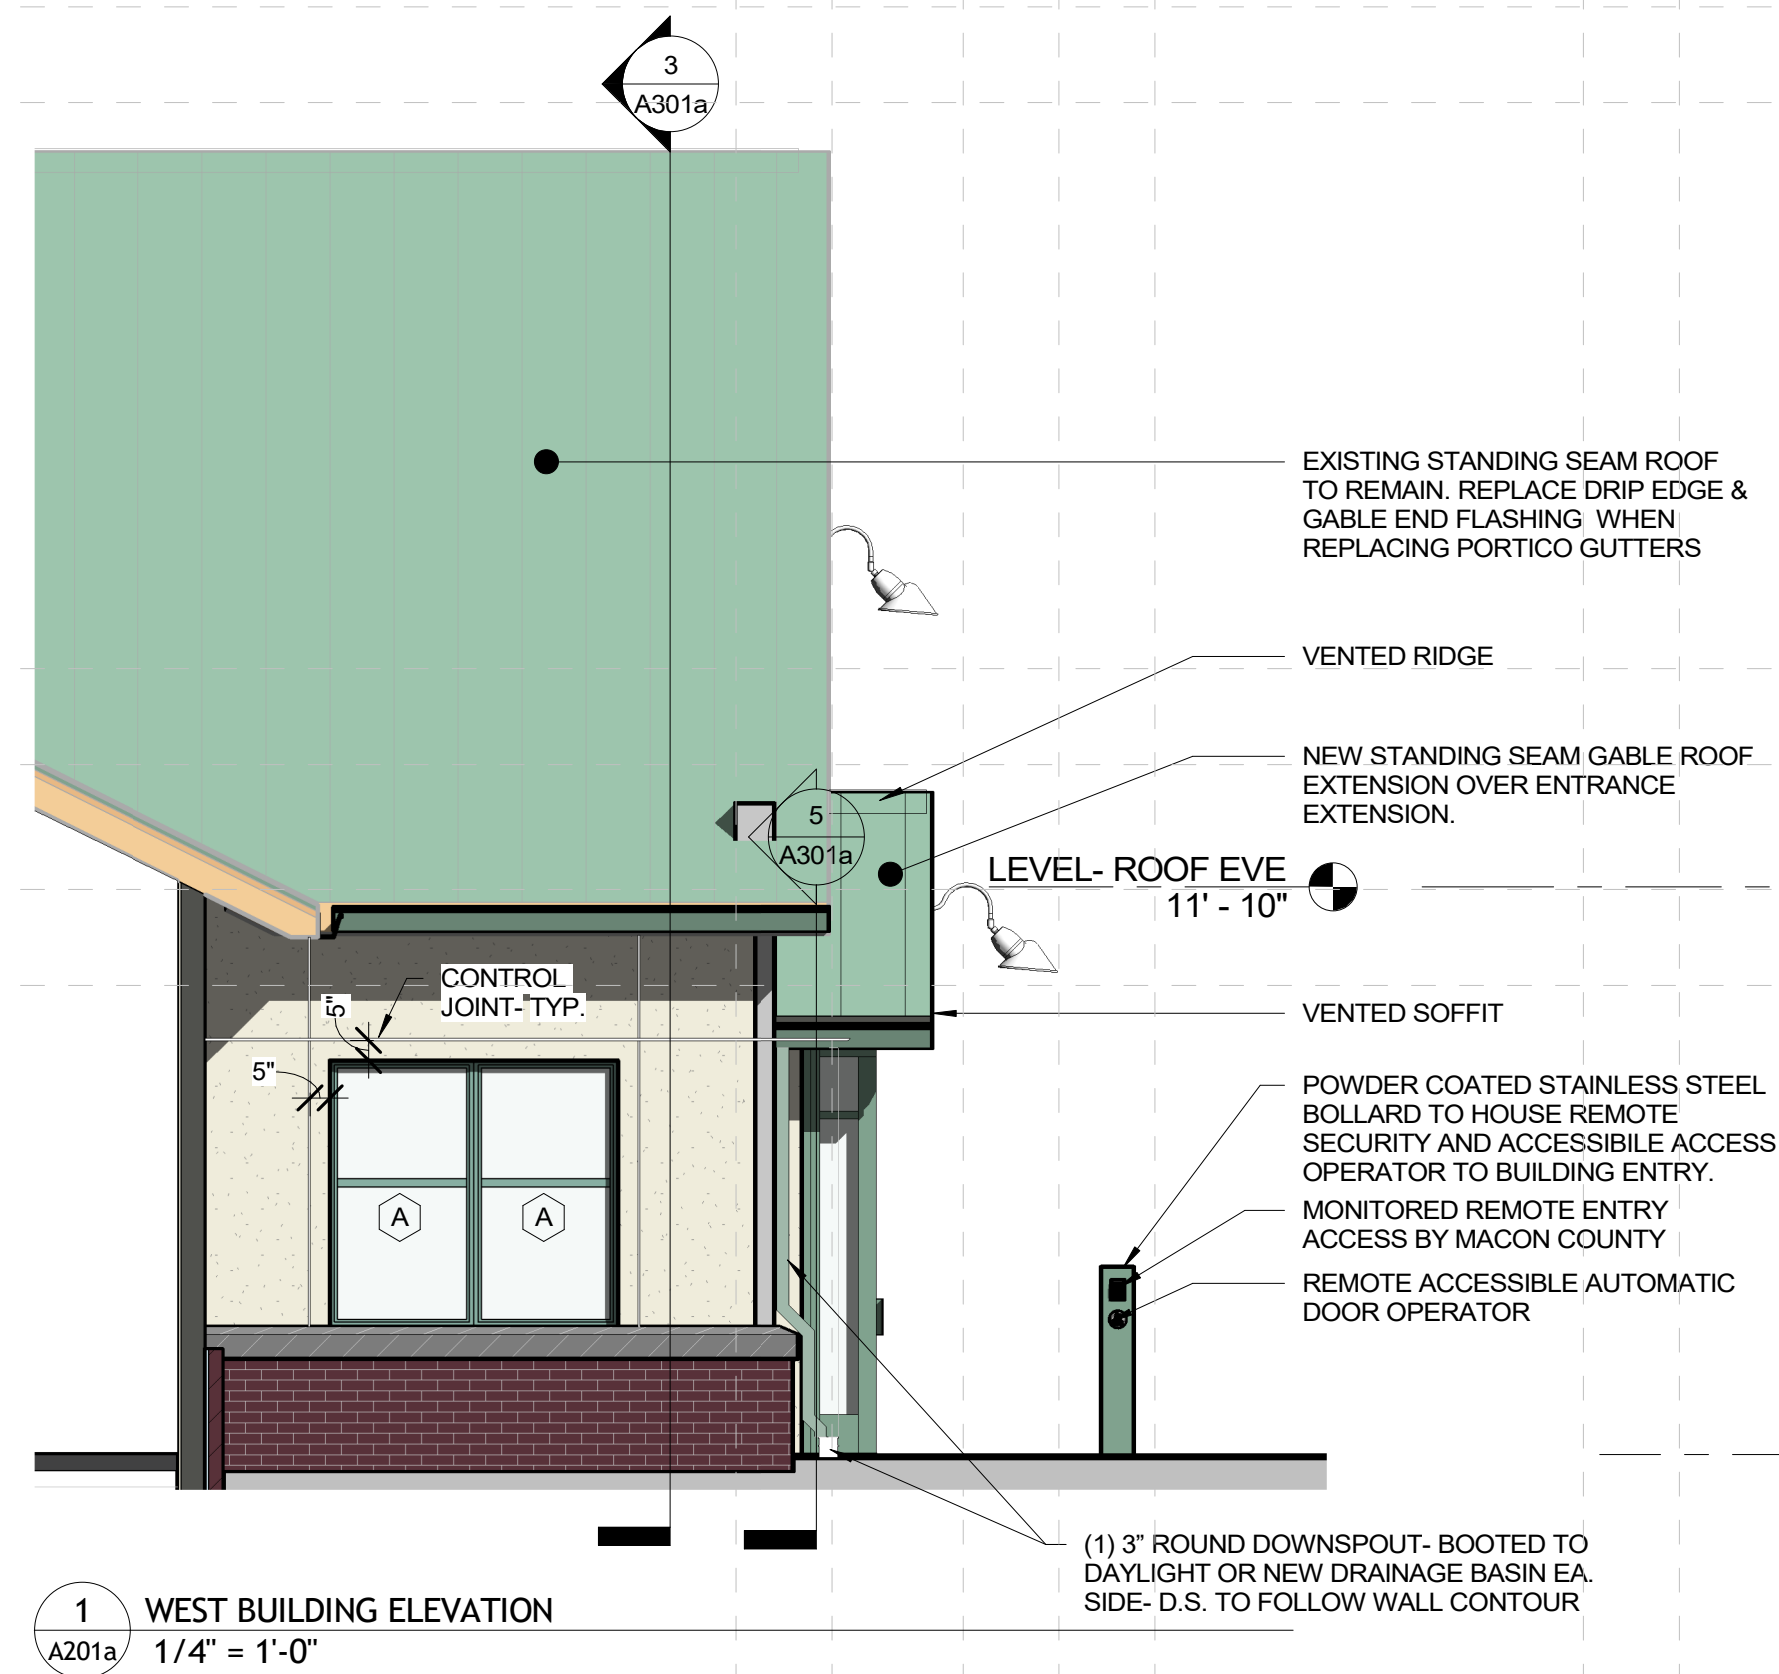 3
A301a
EXISTING STANDING SEAM ROOF
TO REMAIN. REPLACE DRIP EDGE &
GABLE END FLASHING WHEN
REPLACING PORTICO GUTTERS
VENTED RIDGE
NEW STANDING SEAM GABLE ROOF
EXTENSION OVER ENTRANCE
EXTENSION.
5
A301a
LEVEL- ROOF EVE
11' - 10"
CONTROL
JOINT- TYP.
5"
5"
VENTED SOFFIT
POWDER COATED STAINLESS STEEL
BOLLARD TO HOUSE REMOTE
SECURITY AND ACCESSIBILE ACCESS
OPERATOR TO BUILDING ENTRY.
A
A
MONITORED REMOTE ENTRY
ACCESS BY MACON COUNTY
REMOTE ACCESSIBLE AUTOMATIC
DOOR OPERATOR
(1) 3” ROUND DOWNSPOUT- BOOTED TO
DAYLIGHT OR NEW DRAINAGE BASIN EA.
SIDE- D.S. TO FOLLOW WALL CONTOUR
1
A201a
WEST BUILDING ELEVATION
1/4" = 1'-0"